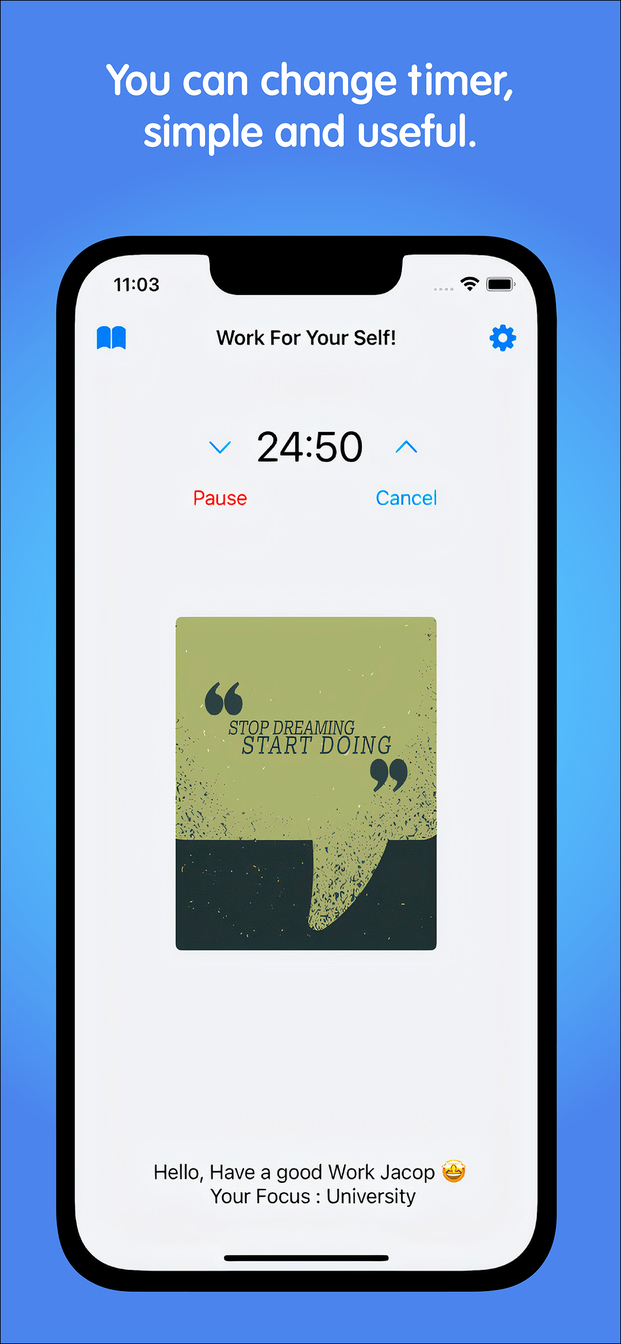 You can change timer,
simple and useful.
11:03
Work For Your Self!
24:50
Pause
Cancel
“
STOP DREAMING
START DOING
”
Hello, Have a good Work Jacop 🤩
Your Focus : University